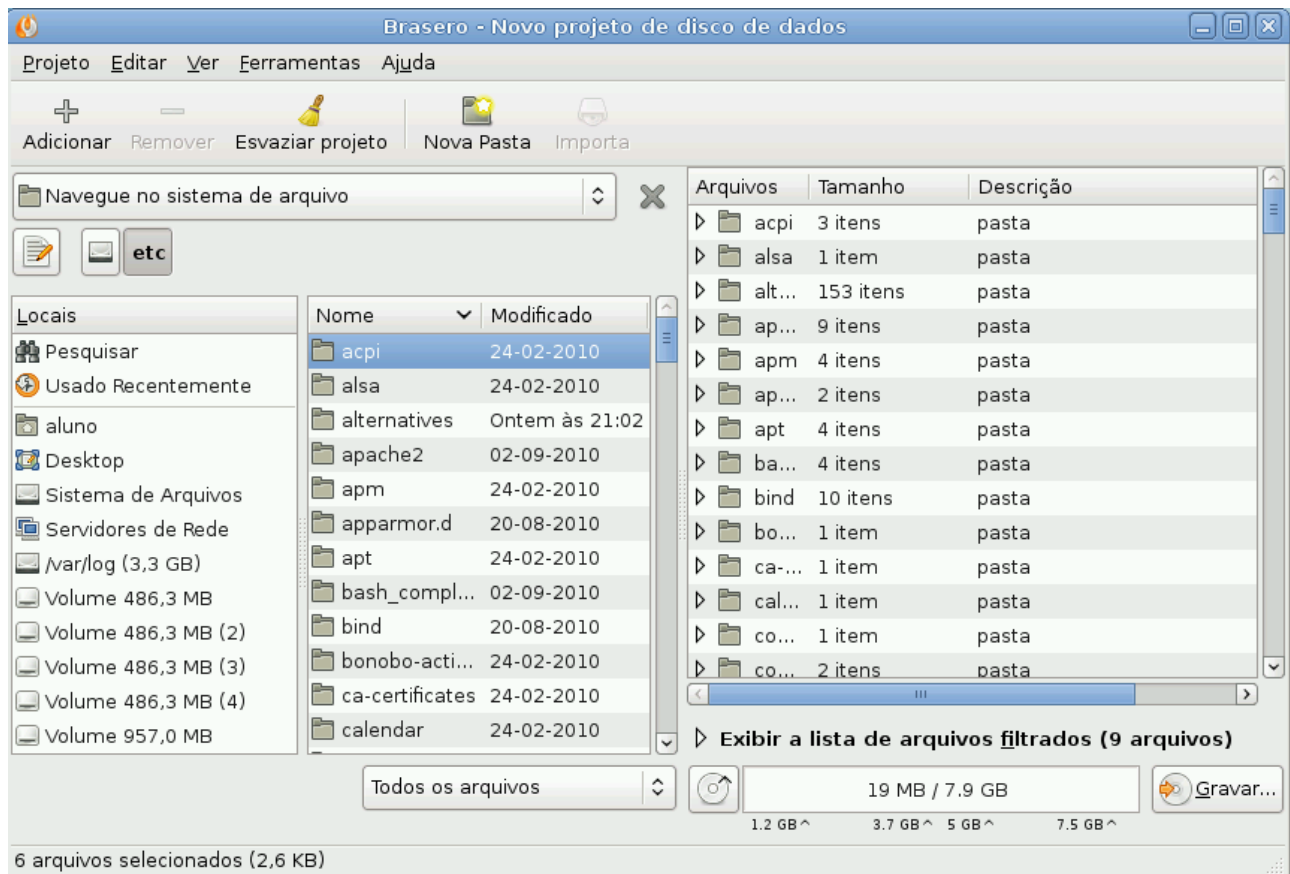 Brasero - Novo projeto de disco de dados
Projeto Editar Ver Ferramentas Ajuda
Adicionar Remover Esvaziar projeto Nova Pasta Importa
Navegue no sistema de arquivo
etc
Locais
Pesquisar
Usado Recentemente
aluno
Desktop
Sistema de Arquivos
Servidores de Rede
/var/log (3,3 GB)
Volume 486,3 MB
Volume 486,3 MB (2)
Volume 486,3 MB (3)
Volume 486,3 MB (4)
Volume 957,0 MB
Nome Modificado
acpi 24-02-2010
alsa 24-02-2010
alternatives Ontem às 21:02
apache2 02-09-2010
apm 24-02-2010
apparmor.d 20-08-2010
apt 24-02-2010
bash_compl... 02-09-2010
bind 20-08-2010
bonobo-acti... 24-02-2010
ca-certificates 24-02-2010
calendar 24-02-2010
Todos os arquivos
Arquivos Tamanho Descrição
acpi 3 itens pasta
alsa 1 item pasta
alt... 153 itens pasta
ap... 9 itens pasta
apm 4 itens pasta
ap... 2 itens pasta
apt 4 itens pasta
ba... 4 itens pasta
bind 10 itens pasta
bo... 1 item pasta
ca-... 1 item pasta
cal... 1 item pasta
co... 1 item pasta
co... 2 itens pasta
Exibir a lista de arquivos filtrados (9 arquivos)
19 MB / 7.9 GB
Gravar...
1.2 GB^ 3.7 GB^ 5 GB^ 7.5 GB^
6 arquivos selecionados (2,6 KB)